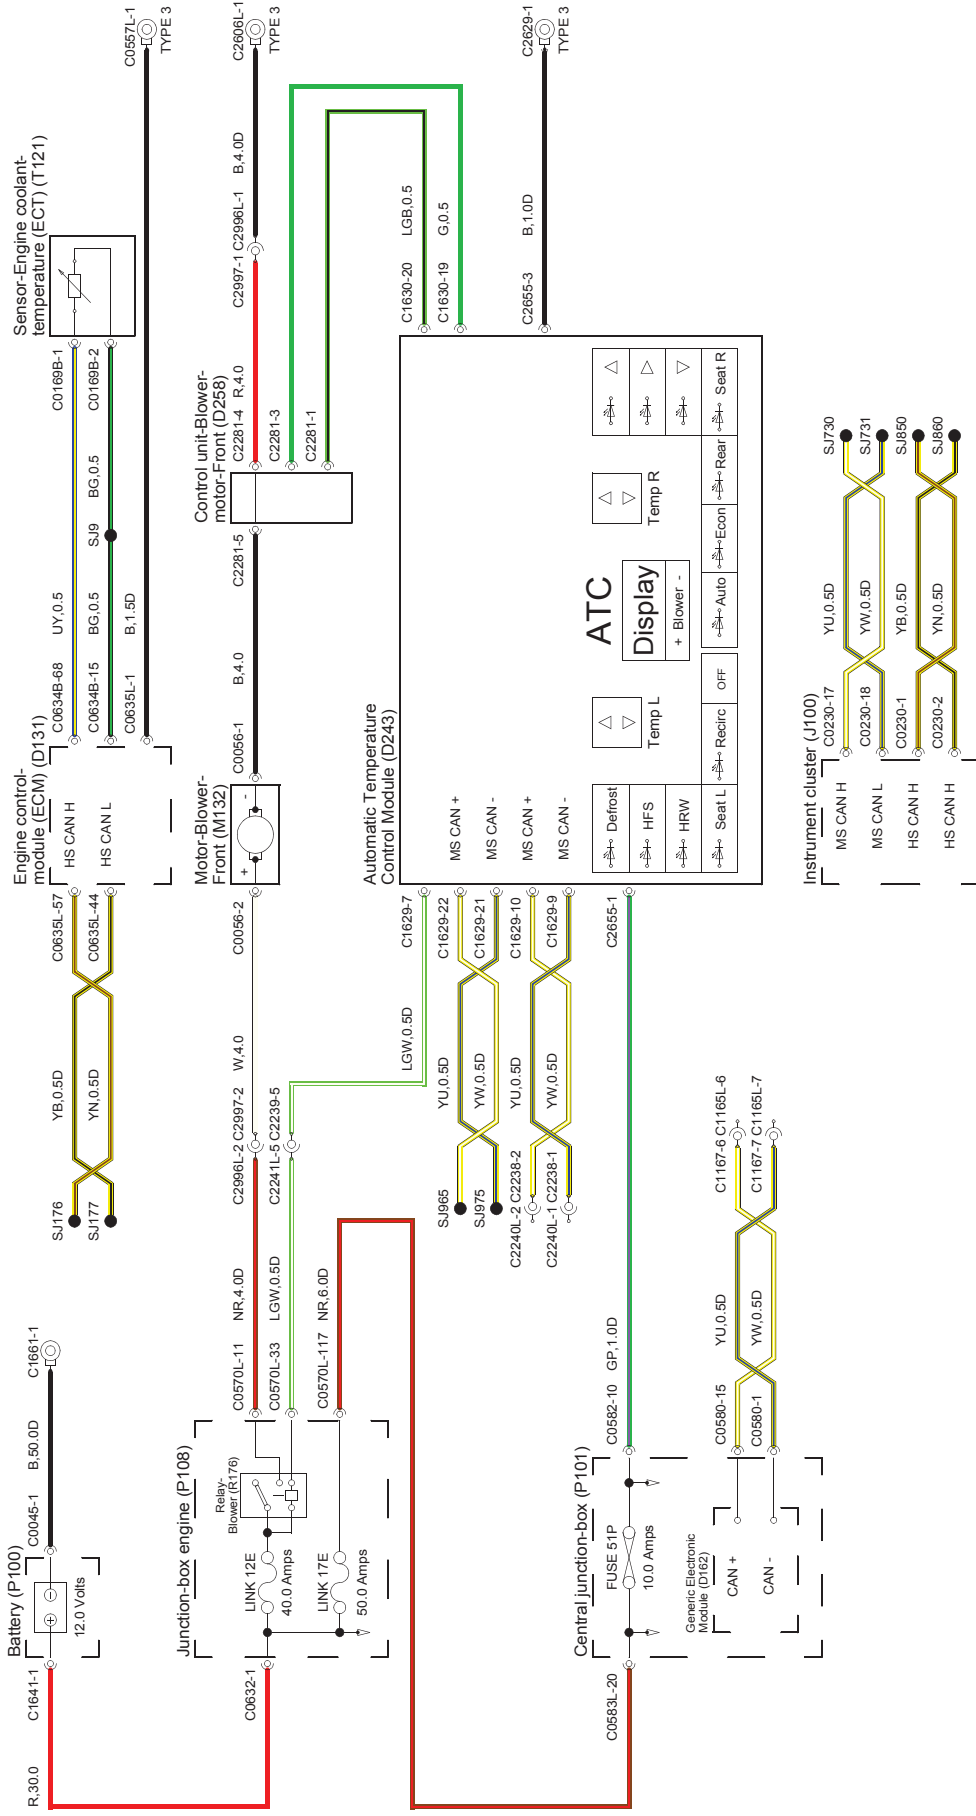 Battery (P100)
12.0 Volts
C1641-1
R,30.0
C0045-1
B,50.0D
C1661-1
SJ176
SJ177
YB,0.5D
YN,0.5D
C0635L-57
C0635L-44
Engine control-
module (ECM) (D131)
HS CAN H
HS CAN L
C0634B-68
C0634B-15
C0635L-1
UY,0.5
BG,0.5
B,1.5D
SJ9
BG,0.5
C0169B-1
C0169B-2
Sensor-Engine coolant-
temperature (ECT) (T121)
C0557L-1
TYPE 3
Junction-box engine (P108)
C0632-1
LINK 12E
40.0 Amps
LINK 17E
50.0 Amps
Relay-
Blower (R176)
C0570L-11
C0570L-33
C0570L-117
NR,4.0D
LGW,0.5D
NR,6.0D
C2996L-2
C2997-2
C2241L-5
C2239-5
W,4.0
C0056-2
Motor-Blower-
Front (M132)
+
-
C0056-1
B,4.0
C2281-5
Control unit-Blower-
motor-Front (D258)
C2281-4
C2281-3
C2281-1
R,4.0
C2997-1
C2996L-1
B,4.0D
C2606L-1
TYPE 3
LGW,0.5D
C1629-7
SJ965
SJ975
YU,0.5D
YW,0.5D
C1629-22
C1629-21
C2240L-2
C2238-2
C2240L-1
C2238-1
YU,0.5D
YW,0.5D
C1629-10
C1629-9
C2655-1
Automatic Temperature
Control Module (D243)
MS CAN +
MS CAN -
MS CAN +
MS CAN -
ATC
Display
+ Blower -
Temp L
Temp R
Defrost
HFS
HRW
Seat L
Recirc
OFF
Auto
Econ
Rear
Seat R
C1630-20
C1630-19
LGB,0.5
G,0.5
C2655-3
B,1.0D
C2629-1
TYPE 3
Central junction-box (P101)
C0583L-20
FUSE 51P
10.0 Amps
C0582-10
GP,1.0D
Generic Electronic
Module (D162)
CAN +
CAN -
C0580-15
C0580-1
YU,0.5D
YW,0.5D
C1167-6
C1165L-6
C1167-7
C1165L-7
Instrument cluster (J100)
MS CAN H
MS CAN L
HS CAN H
HS CAN H
C0230-17
C0230-18
C0230-1
C0230-2
YU,0.5D
YW,0.5D
YB,0.5D
YN,0.5D
SJ730
SJ731
SJ850
SJ860